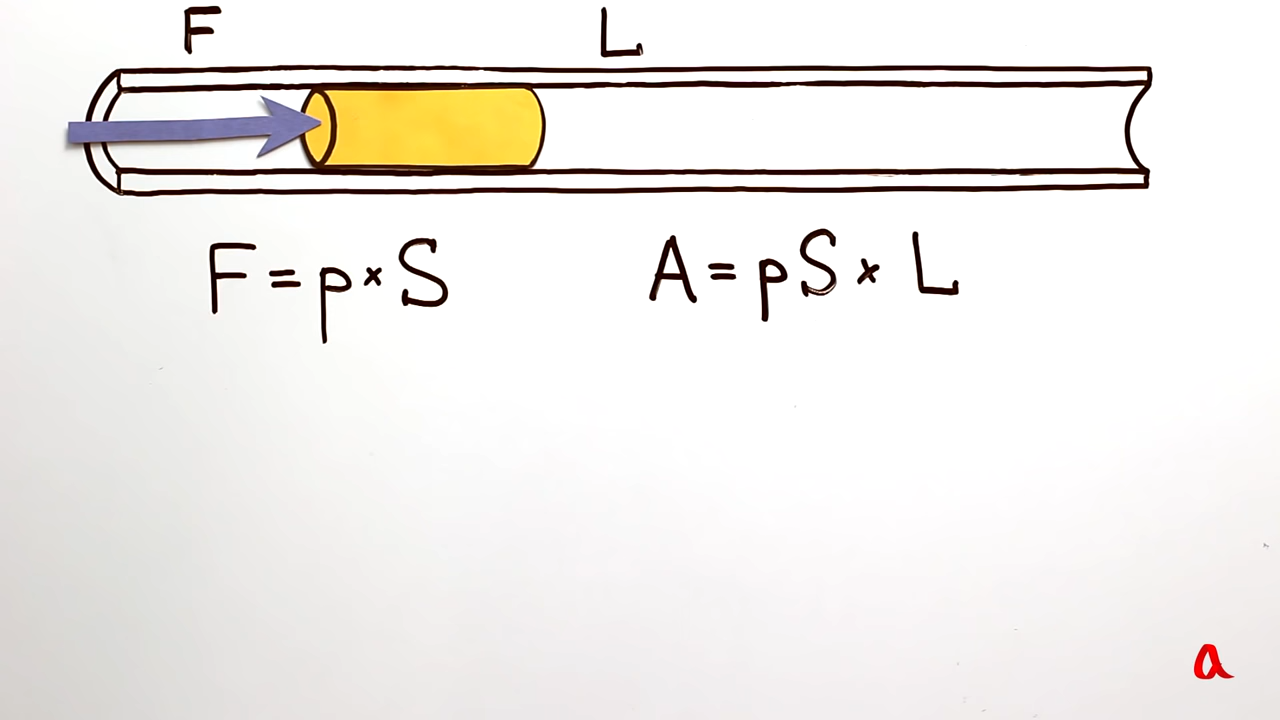 F L
F = p × S A = pS × L
a